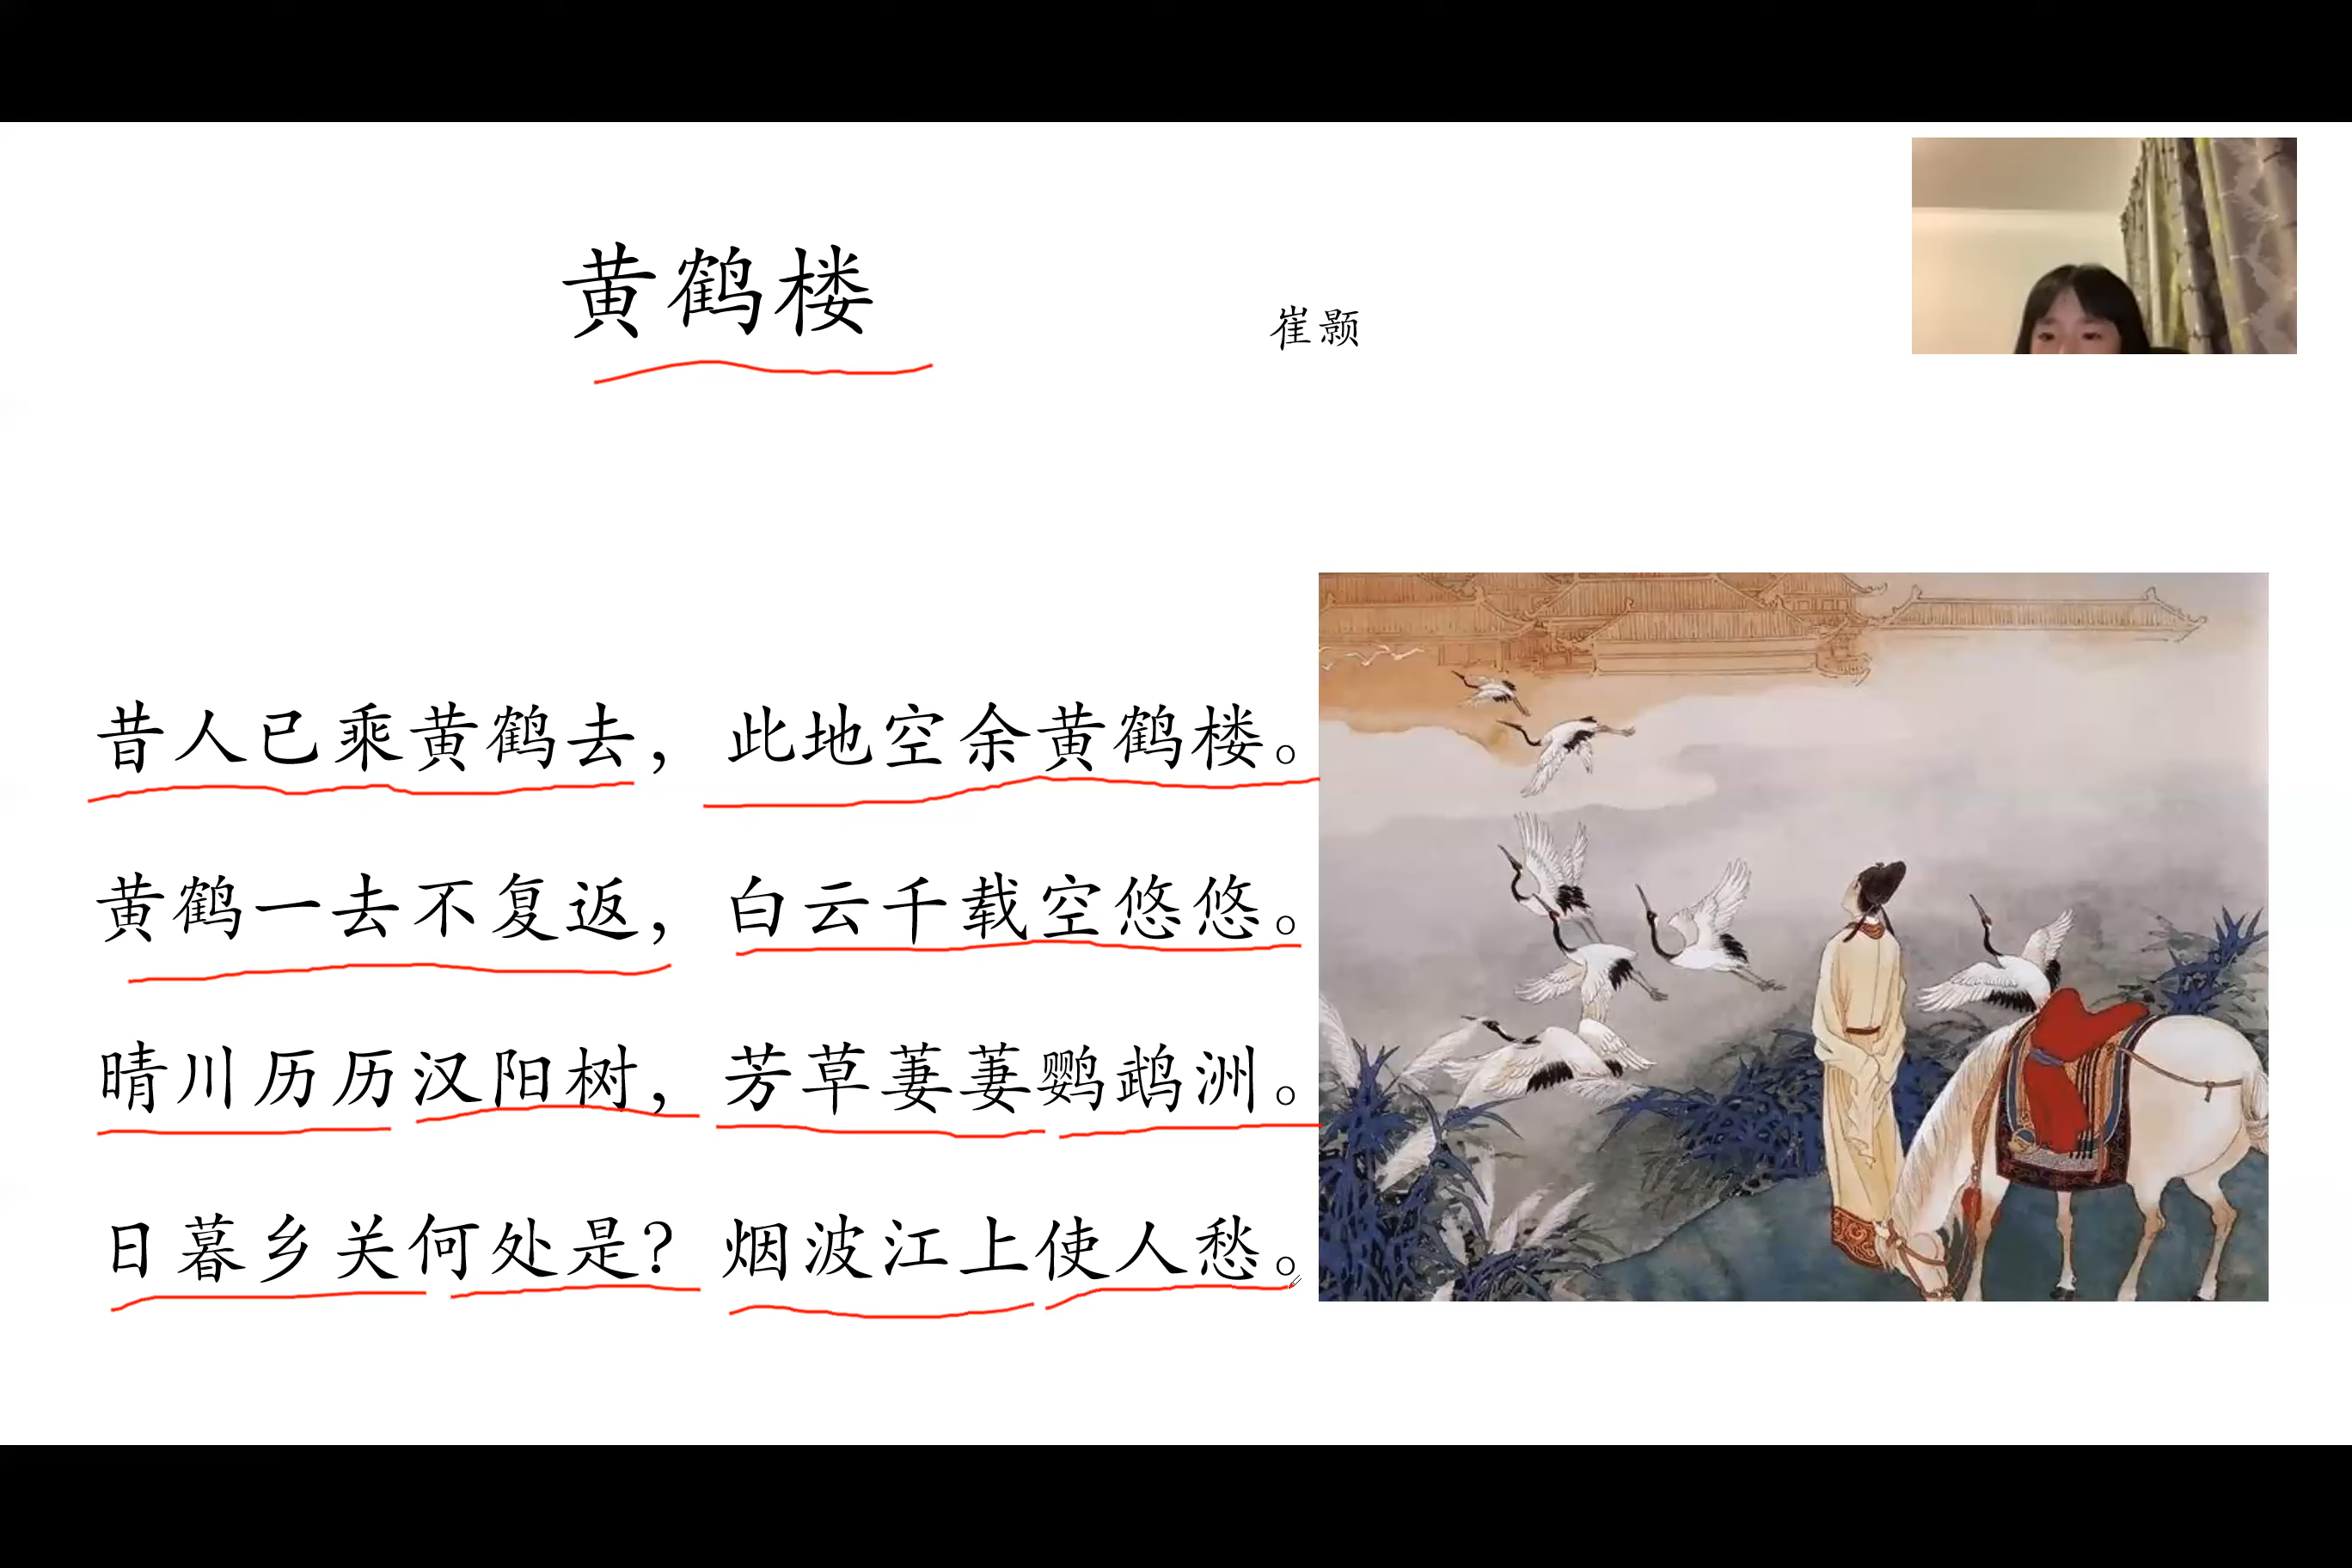 黄鹤楼
崔颢
昔人已乘黄鹤去，此地空余黄鹤楼。
黄鹤一去不复返，白云千载空悠悠。
晴川历历汉阳树，芳草萋萋鹦鹉洲。
日暮乡关何处是？烟波江上使人愁。